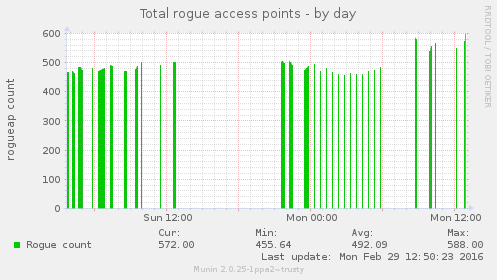 Total rogue access points - by day
RRDTOOL / TOBI OETIKER
rogueap count
600
500
400
300
200
100
0
Sun 12:00
Mon 00:00
Mon 12:00
Cur:
Min:
Avg:
Max:
Rogue count
572.00
455.64
492.09
588.00
Last update: Mon Feb 29 12:50:23 2016
Munin 2.0.25-1ppa2~trusty